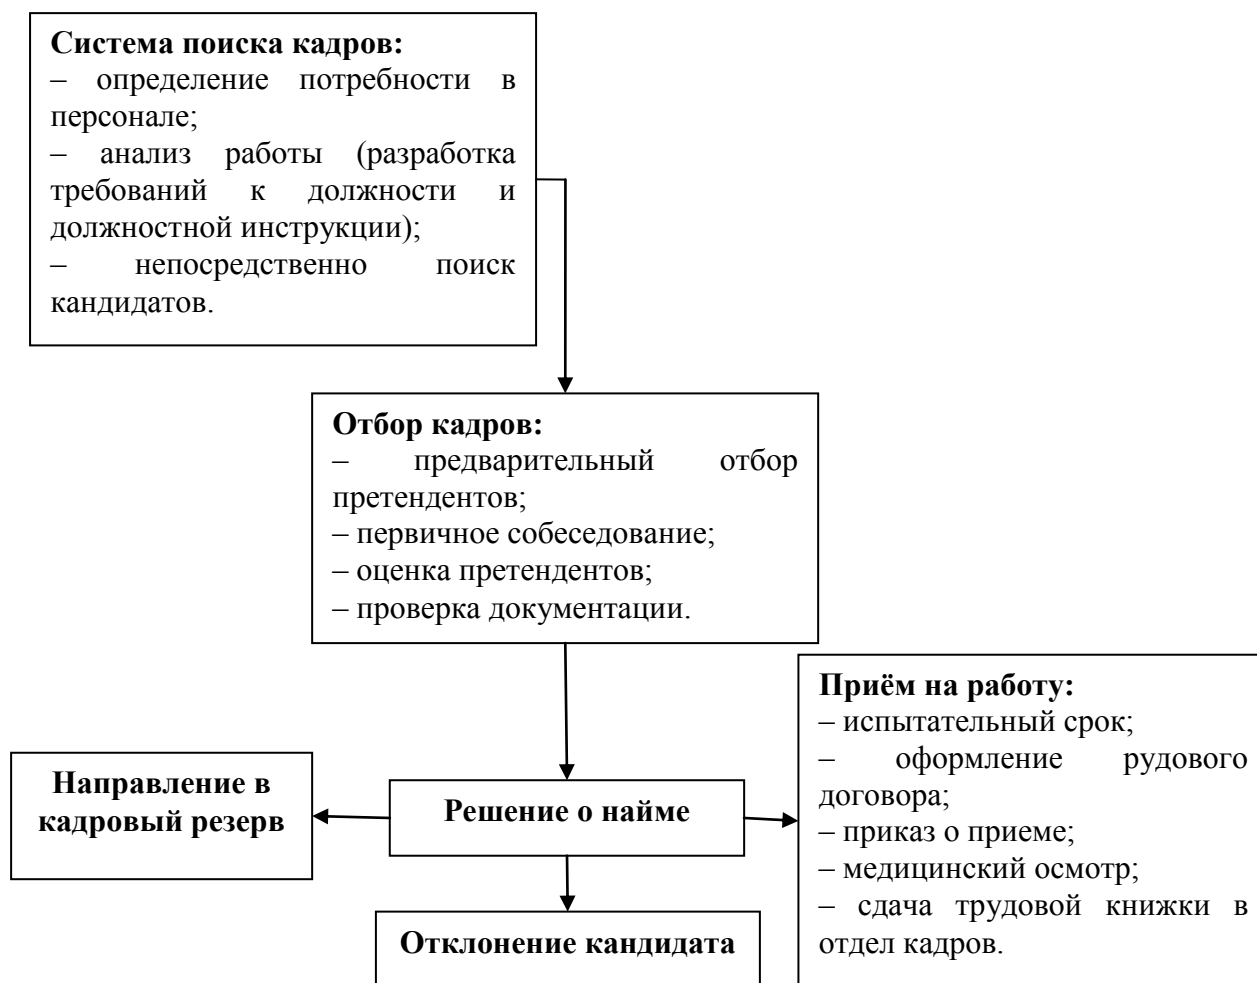 Система поиска кадров:
– определение потребности в
персонале;
– анализ работы (разработка
требований к должности и
должностной инструкции);
– непосредственно поиск
кандидатов.
Отбор кадров:
– предварительный отбор
претендентов;
– первичное собеседование;
– оценка претендентов;
– проверка документации.
Приём на работу:
– испытательный срок;
– оформление рудового
договора;
– приказ о приеме;
– медицинский осмотр;
– сдача трудовой книжки в
отдел кадров.
Направление в
кадровый резерв
Решение о найме
Отклонение кандидата